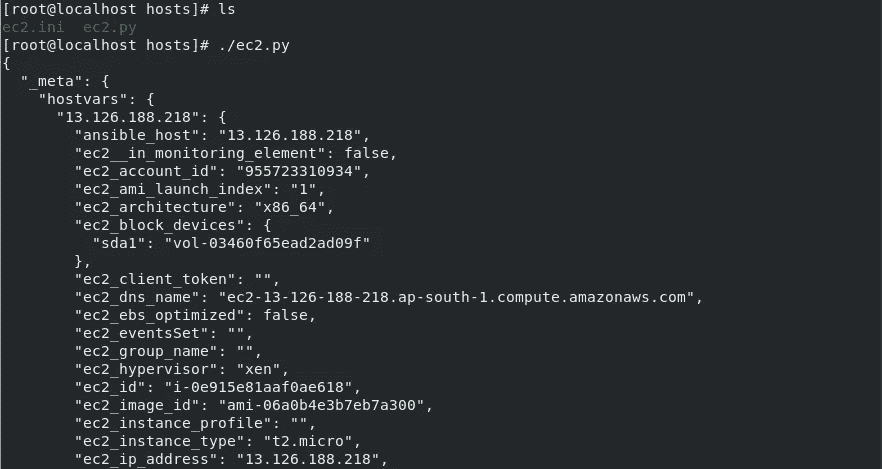 [root@localhost hosts]# ls
ec2.ini  ec2.py
[root@localhost hosts]# ./ec2.py
{
  "_meta": {
    "hostvars": {
      "13.126.188.218": {
        "ansible_host": "13.126.188.218",
        "ec2__in_monitoring_element": false,
        "ec2_account_id": "955723310934",
        "ec2_ami_launch_index": "1",
        "ec2_architecture": "x86_64",
        "ec2_block_devices": {
          "sda1": "vol-03460f65ead2ad09f"
        },
        "ec2_client_token": "",
        "ec2_dns_name": "ec2-13-126-188-218.ap-south-1.compute.amazonaws.com",
        "ec2_ebs_optimized": false,
        "ec2_eventsSet": "",
        "ec2_group_name": "",
        "ec2_hypervisor": "xen",
        "ec2_id": "i-0e915e81aaf0ae618",
        "ec2_image_id": "ami-06a0b4e3b7eb7a300",
        "ec2_instance_profile": "",
        "ec2_instance_type": "t2.micro",
        "ec2_ip_address": "13.126.188.218",